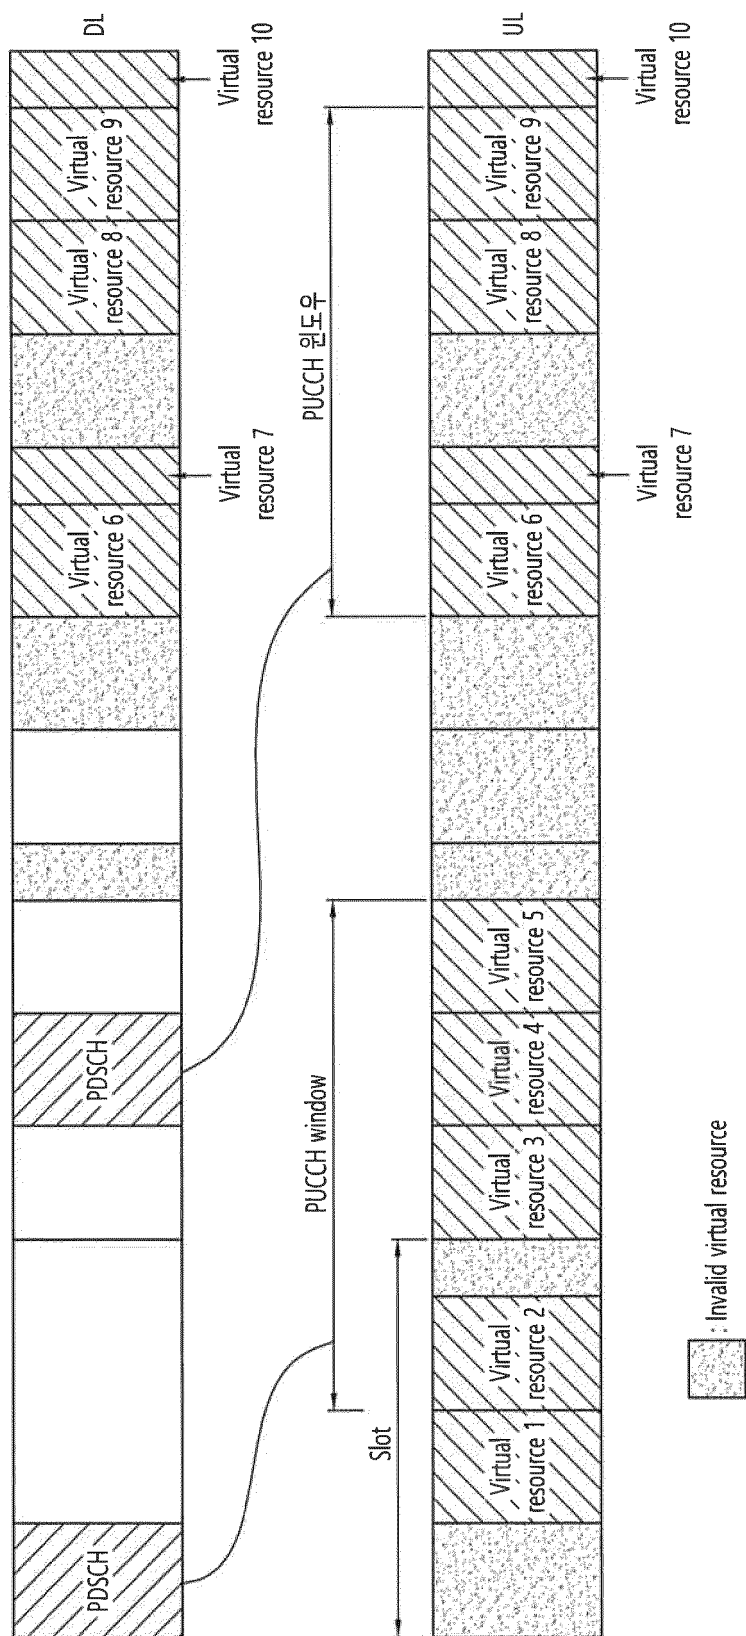 DL
PDSCH
PDSCH
Virtual
resource 6
Virtual
resource 7
Virtual
resource 8
Virtual
resource 9
Virtual
resource 10
PUCCH window
PUCCH 윈도우
Slot
UL
Virtual
resource 1
Virtual
resource 2
Virtual
resource 3
Virtual
resource 4
Virtual
resource 5
Virtual
resource 6
Virtual
resource 7
Virtual
resource 8
Virtual
resource 9
Virtual
resource 10
: Invalid virtual resource